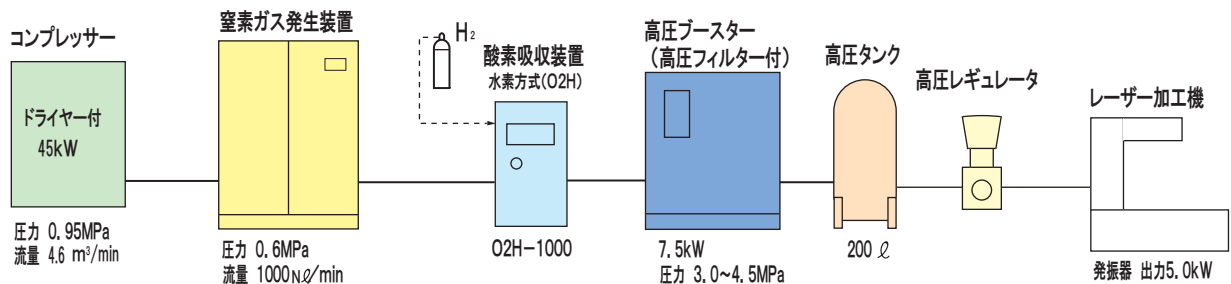 コンプレッサー
ドライヤー付
45kW
圧力 0.95MPa
流量 4.6 m³/min
窒素ガス発生装置
圧力 0.6MPa
流量 1000Nℓ/min
H₂
酸素吸収装置
水素方式(O2H)
O2H-1000
高圧ブースター
(高圧フィルター付)
7.5kW
圧力 3.0~4.5MPa
高圧タンク
200 ℓ
高圧レギュレータ
レーザー加工機
発振器 出力5.0kW